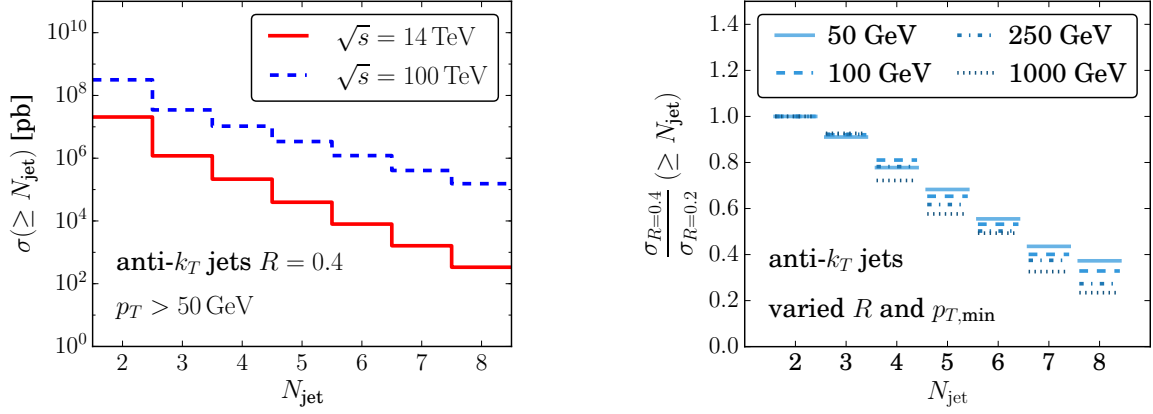 10^10
10^8
10^6
10^4
10^2
10^0
σ(≥ N_jet) [pb]
√s = 14 TeV
√s = 100 TeV
anti-k_T jets R = 0.4
p_T > 50 GeV
2 3 4 5 6 7 8
N_jet
1.4
1.2
1.0
0.8
0.6
0.4
0.2
0.0
σ_{R=0.4}/σ_{R=0.2} (≥ N_jet)
50 GeV 250 GeV
100 GeV 1000 GeV
anti-k_T jets
varied R and p_{T,min}
2 3 4 5 6 7 8
N_jet